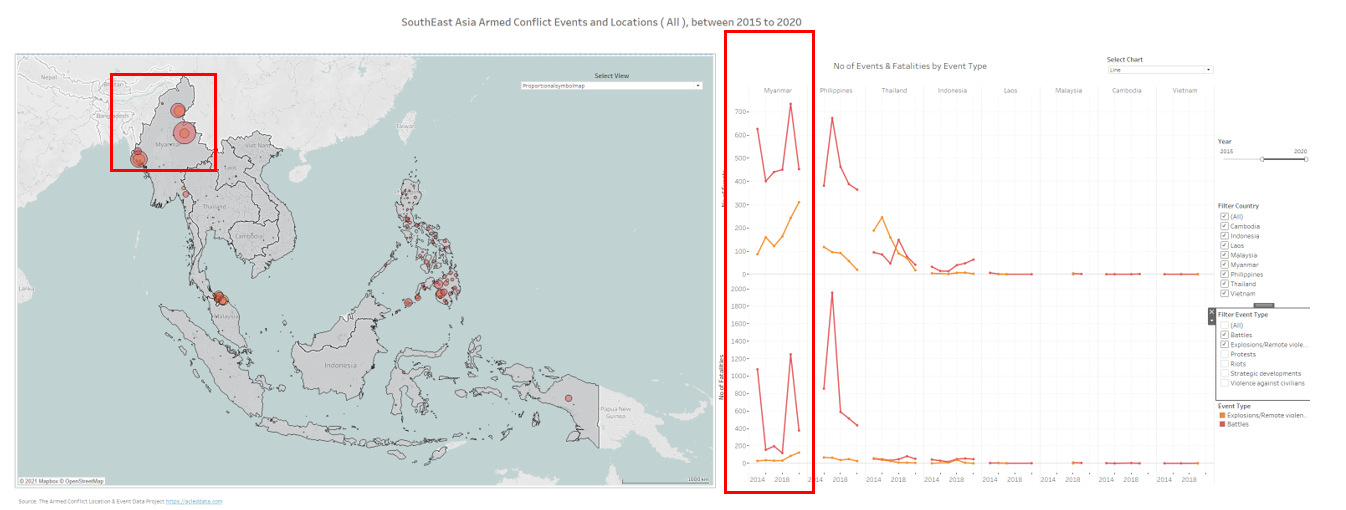 SouthEast Asia Armed Conflict Events and Locations ( All ), between 2015 to 2020
Select View
Proportionalsymbolmap
Nepal
Bhutan
Bangladesh
Myanmar
Taiwan
Viet Nam
Laos
Thailand
Cambodia
Lanka
Malaysia
Indonesia
Papua New
Guinea
© 2021 Mapbox © OpenStreetMap
1000 km
Source: The Armed Conflict Location & Event Data Project https://acleddata.com
No of Events & Fatalities by Event Type
Select Chart
Line
Myanmar Philippines Thailand Indonesia Laos Malaysia Cambodia Vietnam
700
600
500
400
300
200
100
0
2000
1800
1600
1400
1200
1000
800
600
400
200
0
No of Fatalities
2014 2018 2014 2018 2014 2018 2014 2018 2014 2018 2014 2018 2014 2018 2014 2018
Year
2015 2020
Filter Country
(All)
Cambodia
Indonesia
Laos
Malaysia
Myanmar
Philippines
Thailand
Vietnam
Filter Event Type
(All)
Battles
Explosions/Remote viole...
Protests
Riots
Strategic developments
Violence against civilians
Event Type
Explosions/Remote violen..
Battles